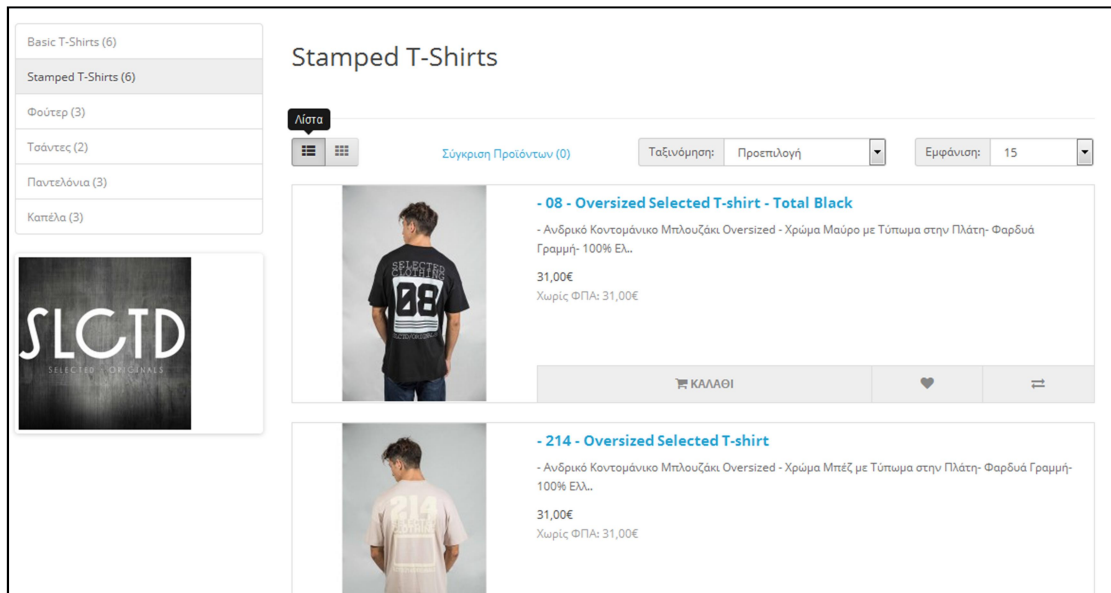 Basic T-Shirts (6)
Stamped T-Shirts (6)
Φούτερ (3)
Τσάντες (2)
Παντελόνια (3)
Καπέλα (3)
SLCTD
SELECTED ORIGINALS
Stamped T-Shirts
Λίστα
Σύγκριση Προϊόντων (0)
Ταξινόμηση: Προεπιλογή
Εμφάνιση: 15
- 08 - Oversized Selected T-shirt - Total Black
- Ανδρικό Κοντομάνικο Μπλουζάκι Oversized - Χρώμα Μαύρο με Τύπωμα στην Πλάτη- Φαρδυά
Γραμμή- 100% Ελ..
31,00€
Χωρίς ΦΠΑ: 31,00€
ΚΑΛΑΘΙ
SELECTED
CLOTHING
08
- 214 - Oversized Selected T-shirt
- Ανδρικό Κοντομάνικο Μπλουζάκι Oversized - Χρώμα Μπέζ με Τύπωμα στην Πλάτη- Φαρδυά Γραμμή-
100% Ελλ..
31,00€
Χωρίς ΦΠΑ: 31,00€
214